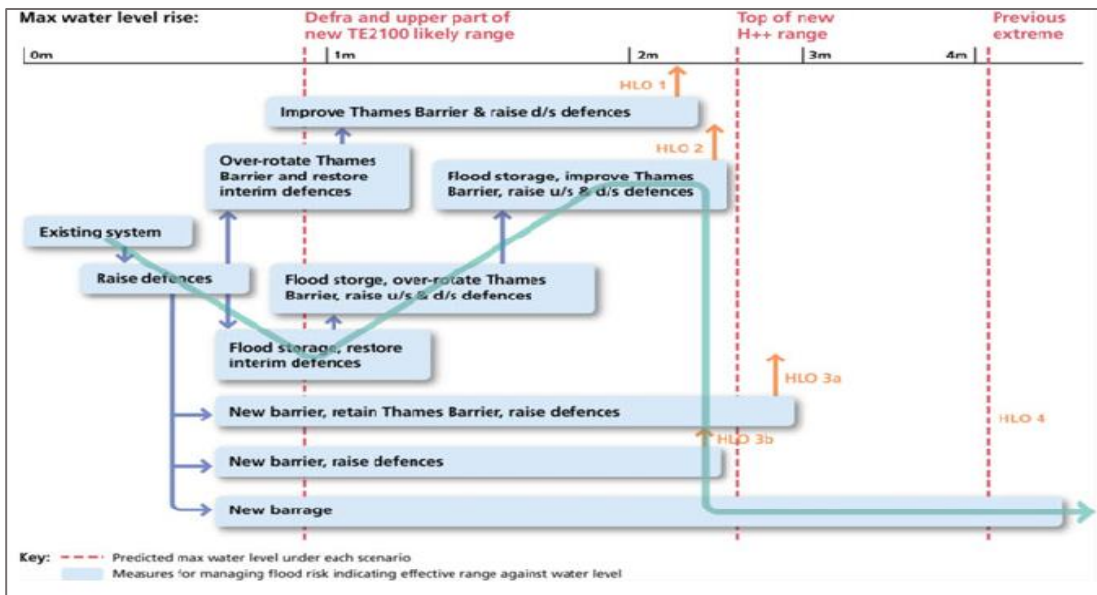 Max water level rise:
Defra and upper part of
new TE2100 likely range
Top of new
H++ range
Previous
extreme
0m
1m
2m
3m
4m
HLO 1
Improve Thames Barrier & raise d/s defences
HLO 2
Over-rotate Thames
Barrier and restore
interim defences
Flood storage, improve Thames
Barrier, raise u/s & d/s defences
Existing system
Raise defences
Flood storge, over-rotate Thames
Barrier, raise u/s & d/s defences
Flood storage, restore
interim defences
HLO 3a
New barrier, retain Thames Barrier, raise defences
HLO 4
HLO 3b
New barrier, raise defences
New barrage
Key:
Predicted max water level under each scenario
Measures for managing flood risk indicating effective range against water level